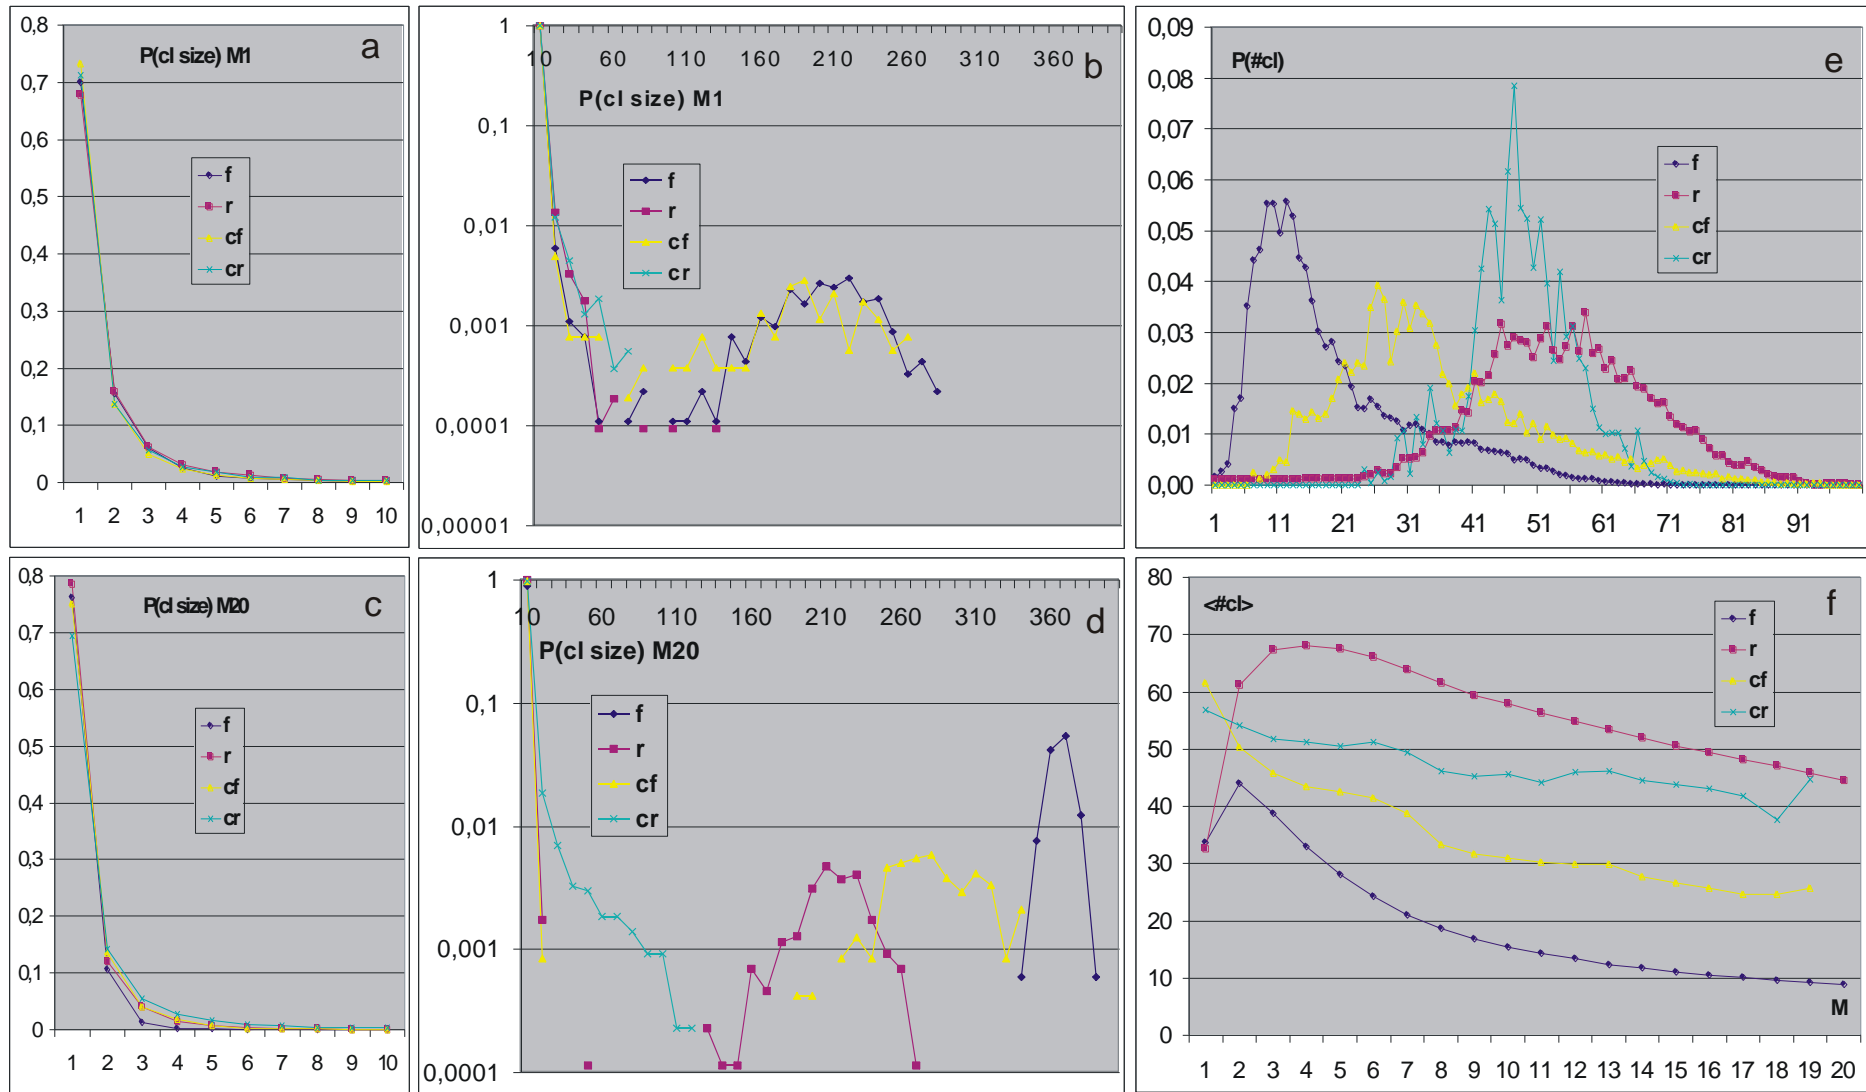 0,8
0,7
0,6
0,5
0,4
0,3
0,2
0,1
0
P(cl size) M1
a
f
r
cf
cr
1 2 3 4 5 6 7 8 9 10
1
0,1
0.01
0.001
0.0001
0.00001
10 60 110 160 210 260 310 360
b
P(cl size) M1
f
r
cf
cr
0,09
0,08
0,07
0,06
0,05
0,04
0,03
0,02
0,01
0,00
P(#cl)
e
f
r
cf
cr
1 11 21 31 41 51 61 71 81 91
0,8
0,7
0,6
0,5
0,4
0,3
0,2
0,1
0
P(cl size) M20
c
f
r
cf
cr
1 2 3 4 5 6 7 8 9 10
1
0,1
0,01
0,001
0,0001
10 60 110 160 210 260 310 360
d
P(cl size) M20
f
r
cf
cr
80
70
60
50
40
30
20
10
0
<#cl>
f
f
r
cf
cr
M
1 2 3 4 5 6 7 8 9 10 11 12 13 14 15 16 17 18 19 20